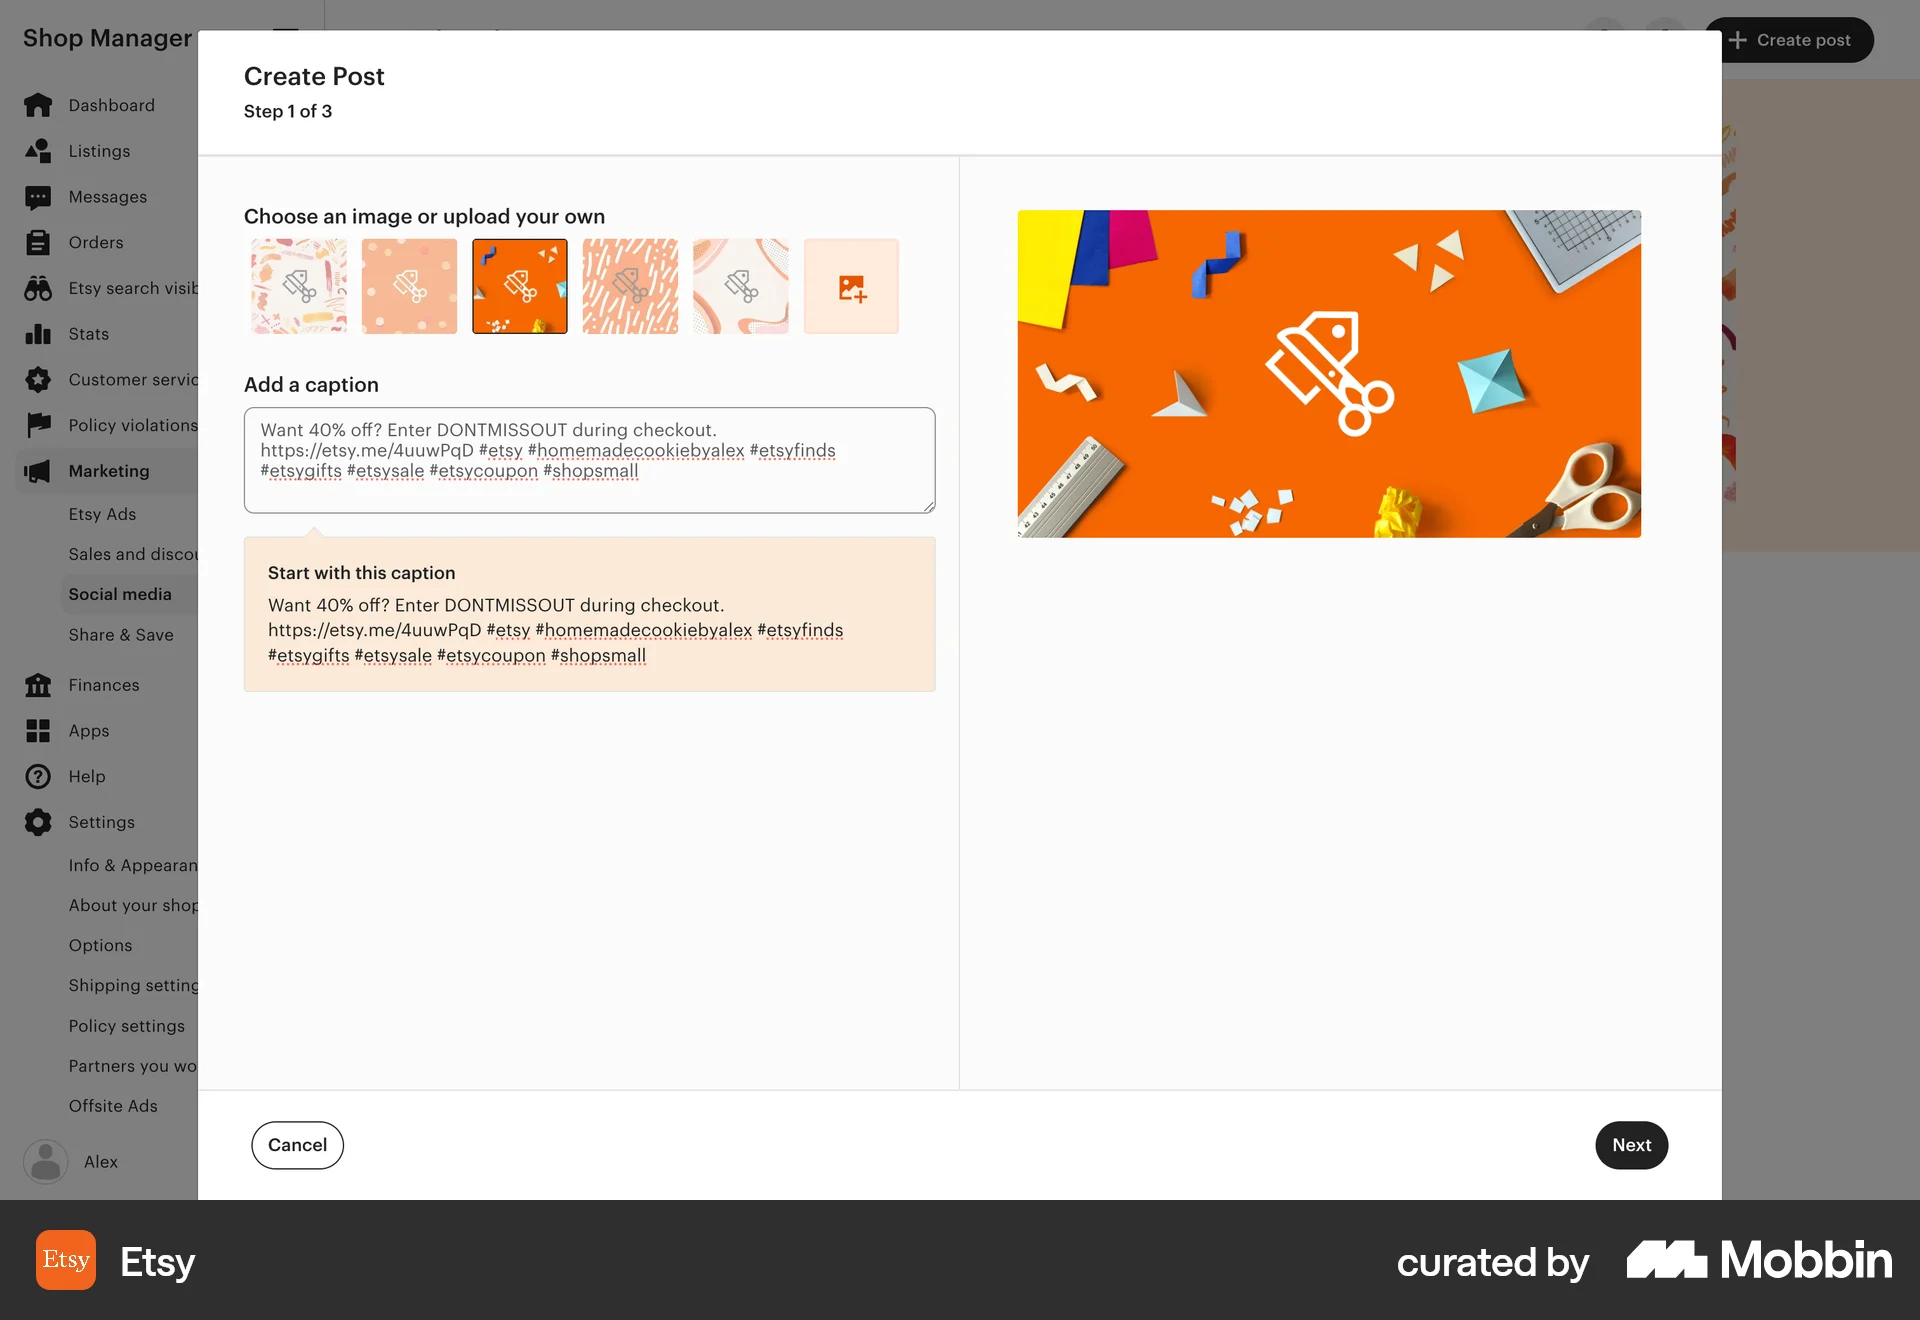 Shop Manager
Create post
Dashboard
Listings
Messages
Orders
Etsy search visib
Stats
Customer servic
Policy violations
Marketing
Etsy Ads
Sales and discou
Social media
Share & Save
Finances
Apps
Help
Settings
Info & Appearan
About your shop
Options
Shipping setting
Policy settings
Partners you wo
Offsite Ads
Alex
Create Post
Step 1 of 3
Choose an image or upload your own
Add a caption
Want 40% off? Enter DONTMISSOUT during checkout.
https://etsy.me/4uuwPqD #etsy #homemadecookiebyalex #etsyfinds
#etsygifts #etsysale #etsycoupon #shopsmall
Start with this caption
Want 40% off? Enter DONTMISSOUT during checkout.
https://etsy.me/4uuwPqD #etsy #homemadecookiebyalex #etsyfinds
#etsygifts #etsysale #etsycoupon #shopsmall
Cancel
Next
Etsy
Etsy
curated by
Mobbin